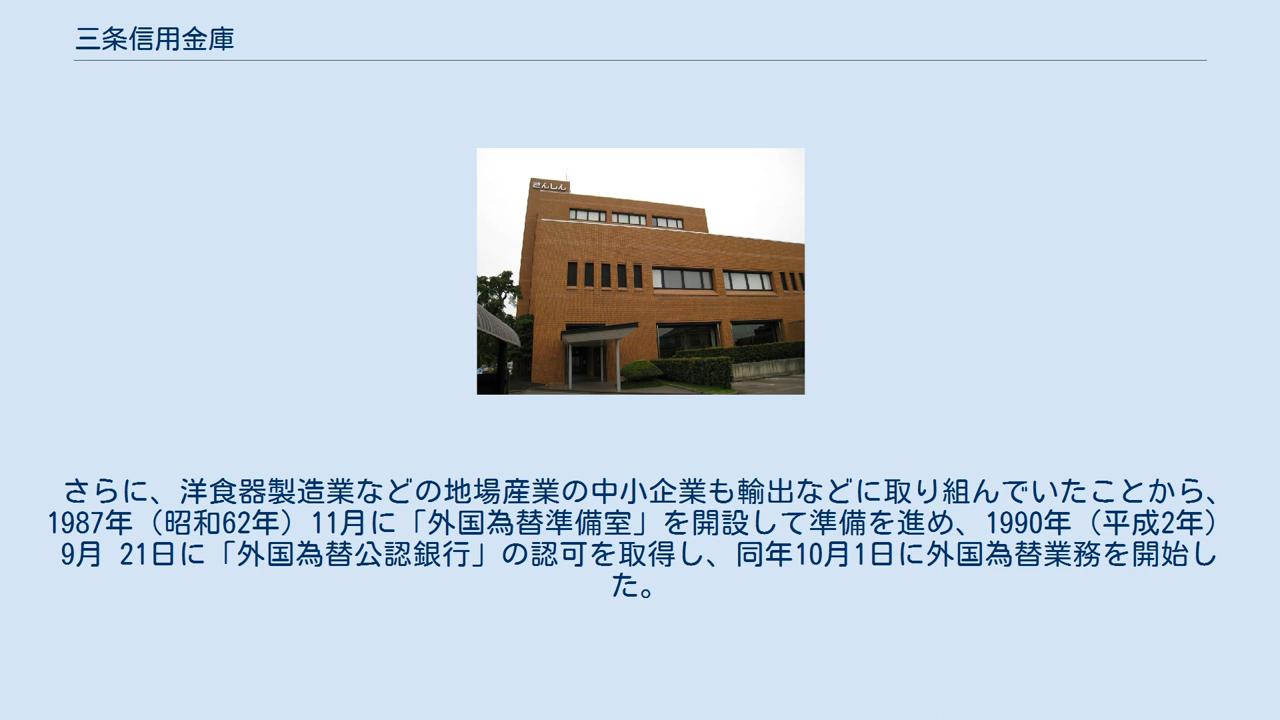 三条信用金庫
さんしん
さらに、洋食器製造業などの地場産業の中小企業も輸出などに取り組んでいたことから、
1987年（昭和62年）11月に「外国為替準備室」を開設して準備を進め、1990年（平成2年）
9月 21日に「外国為替公認銀行」の認可を取得し、同年10月1日に外国為替業務を開始し
た。